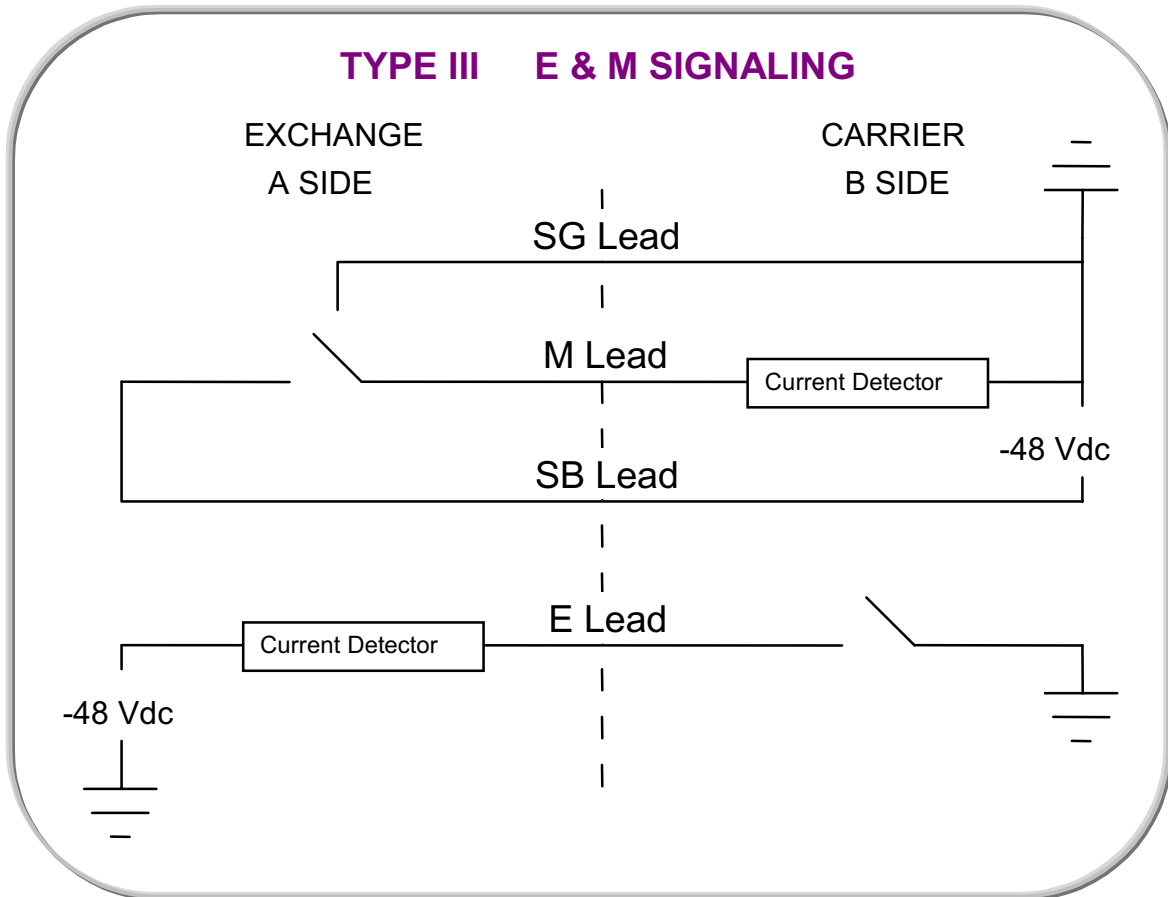 TYPE III E & M SIGNALING
EXCHANGE
A SIDE
CARRIER
B SIDE
SG Lead
M Lead
Current Detector
-48 Vdc
SB Lead
E Lead
Current Detector
-48 Vdc